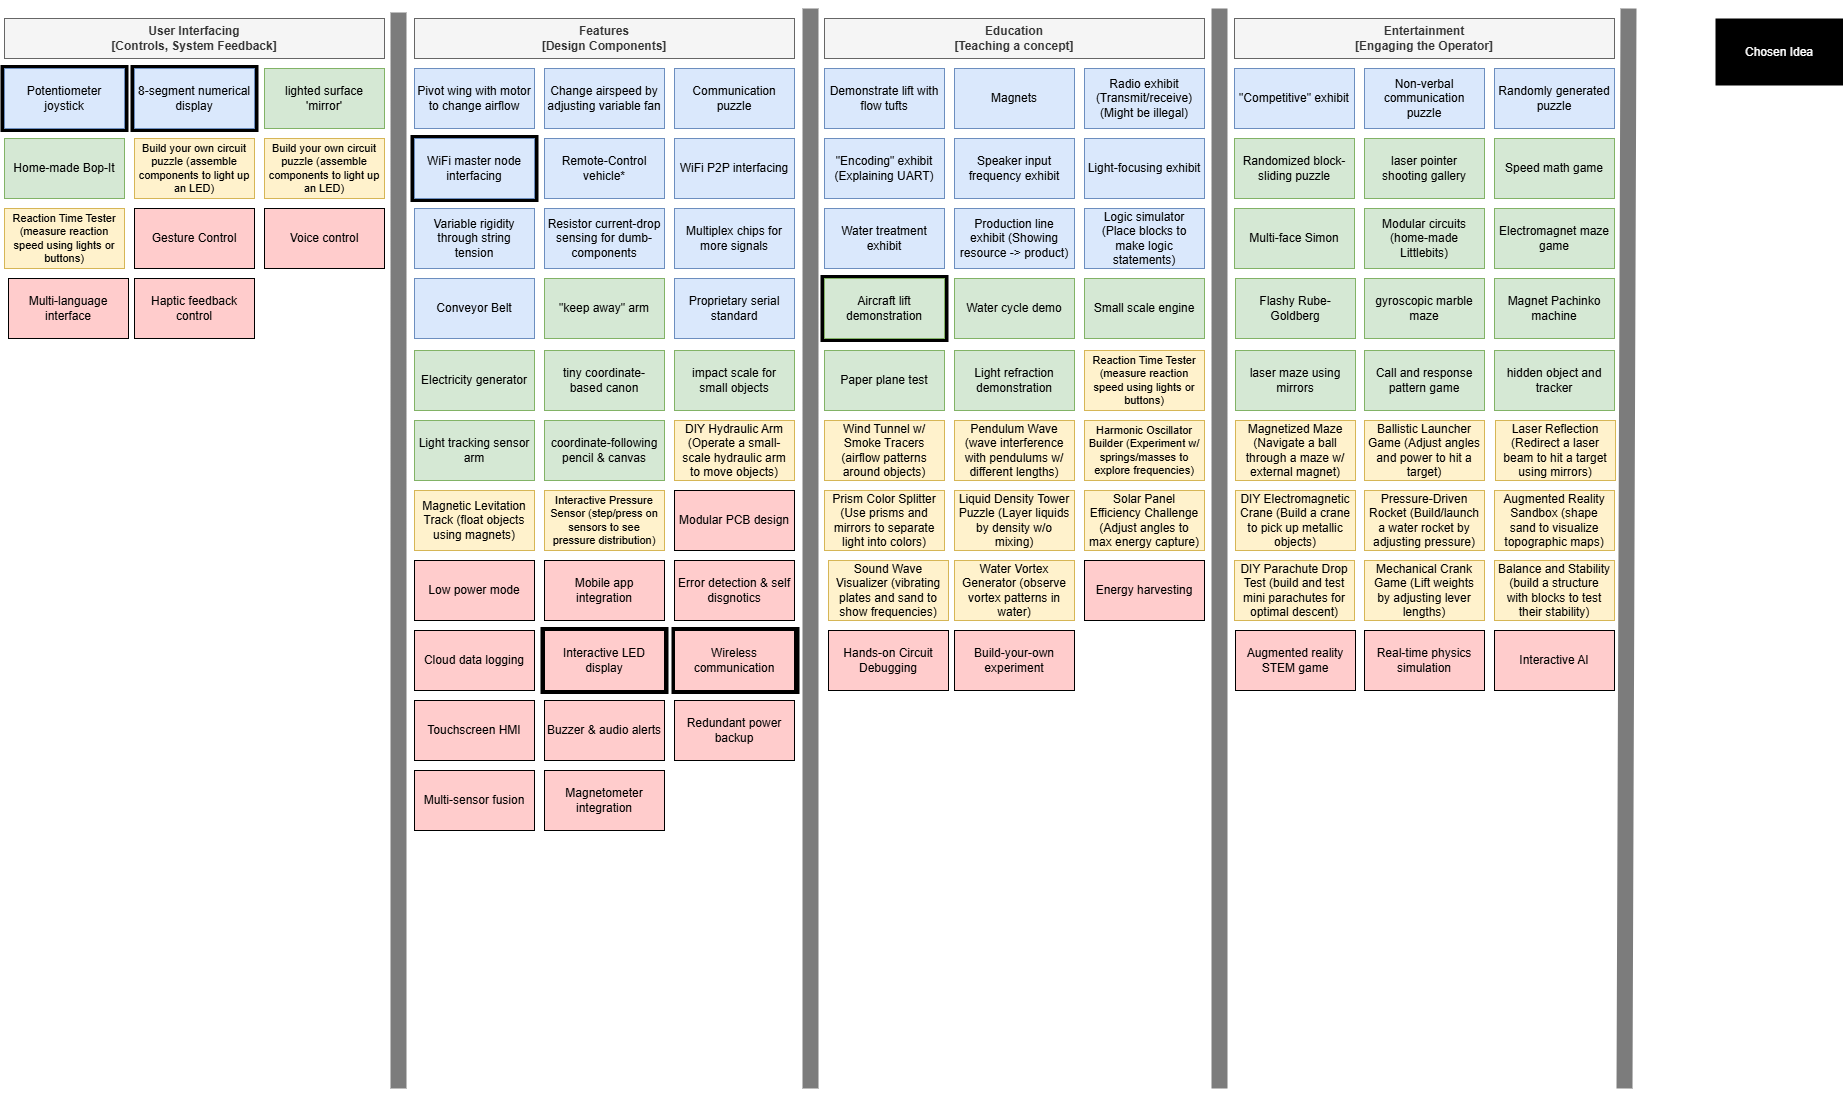 User Interfacing
[Controls, System Feedback]
Potentiometer
joystick
8-segment numerical
display
lighted surface
'mirror'
Home-made Bop-It
Build your own circuit
puzzle (assemble
components to light up
an LED)
Build your own circuit
puzzle (assemble
components to light up
an LED)
Reaction Time Tester
(measure reaction
speed using lights or
buttons)
Gesture Control
Voice control
Multi-language
interface
Haptic feedback
control
Features
[Design Components]
Pivot wing with motor
to change airflow
Change airspeed by
adjusting variable fan
Communication
puzzle
WiFi master node
interfacing
Remote-Control
vehicle*
WiFi P2P interfacing
Variable rigidity
through string
tension
Resistor current-drop
sensing for dumb-
components
Multiplex chips for
more signals
Conveyor Belt
"keep away" arm
Proprietary serial
standard
Electricity generator
tiny coordinate-
based canon
impact scale for
small objects
Light tracking sensor
arm
coordinate-following
pencil & canvas
DIY Hydraulic Arm
(Operate a small-
scale hydraulic arm
to move objects)
Magnetic Levitation
Track (float objects
using magnets)
Interactive Pressure
Sensor (step/press on
sensors to see
pressure distribution)
Modular PCB design
Low power mode
Mobile app
integration
Error detection & self
disgnotics
Cloud data logging
Interactive LED
display
Wireless
communication
Touchscreen HMI
Buzzer & audio alerts
Redundant power
backup
Multi-sensor fusion
Magnetometer
integration
Education
[Teaching a concept]
Demonstrate lift with
flow tufts
Magnets
Radio exhibit
(Transmit/receive)
(Might be illegal)
"Encoding" exhibit
(Explaining UART)
Speaker input
frequency exhibit
Light-focusing exhibit
Water treatment
exhibit
Production line
exhibit (Showing
resource -> product)
Logic simulator
(Place blocks to
make logic
statements)
Aircraft lift
demonstration
Water cycle demo
Small scale engine
Paper plane test
Light refraction
demonstration
Reaction Time Tester
(measure reaction
speed using lights or
buttons)
Wind Tunnel w/
Smoke Tracers
(airflow patterns
around objects)
Pendulum Wave
(wave interference
with pendulums w/
different lengths)
Harmonic Oscillator
Builder (Experiment w/
springs/masses to
explore frequencies)
Prism Color Splitter
(Use prisms and
mirrors to separate
light into colors)
Liquid Density Tower
Puzzle (Layer liquids
by density w/o
mixing)
Solar Panel
Efficiency Challenge
(Adjust angles to
max energy capture)
Sound Wave
Visualizer (vibrating
plates and sand to
show frequencies)
Water Vortex
Generator (observe
vortex patterns in
water)
Energy harvesting
Hands-on Circuit
Debugging
Build-your-own
experiment
Entertainment
[Engaging the Operator]
"Competitive" exhibit
Non-verbal
communication
puzzle
Randomly generated
puzzle
Randomized block-
sliding puzzle
laser pointer
shooting gallery
Speed math game
Multi-face Simon
Modular circuits
(home-made
Littlebits)
Electromagnet maze
game
Flashy Rube-
Goldberg
gyroscopic marble
maze
Magnet Pachinko
machine
laser maze using
mirrors
Call and response
pattern game
hidden object and
tracker
Magnetized Maze
(Navigate a ball
through a maze w/
external magnet)
Ballistic Launcher
Game (Adjust angles
and power to hit a
target)
Laser Reflection
(Redirect a laser
beam to hit a target
using mirrors)
DIY Electromagnetic
Crane (Build a crane
to pick up metallic
objects)
Pressure-Driven
Rocket (Build/launch
a water rocket by
adjusting pressure)
Augmented Reality
Sandbox (shape
sand to visualize
topographic maps)
DIY Parachute Drop
Test (build and test
mini parachutes for
optimal descent)
Mechanical Crank
Game (Lift weights
by adjusting lever
lengths)
Balance and Stability
(build a structure
with blocks to test
their stability)
Augmented reality
STEM game
Real-time physics
simulation
Interactive AI
Chosen Idea